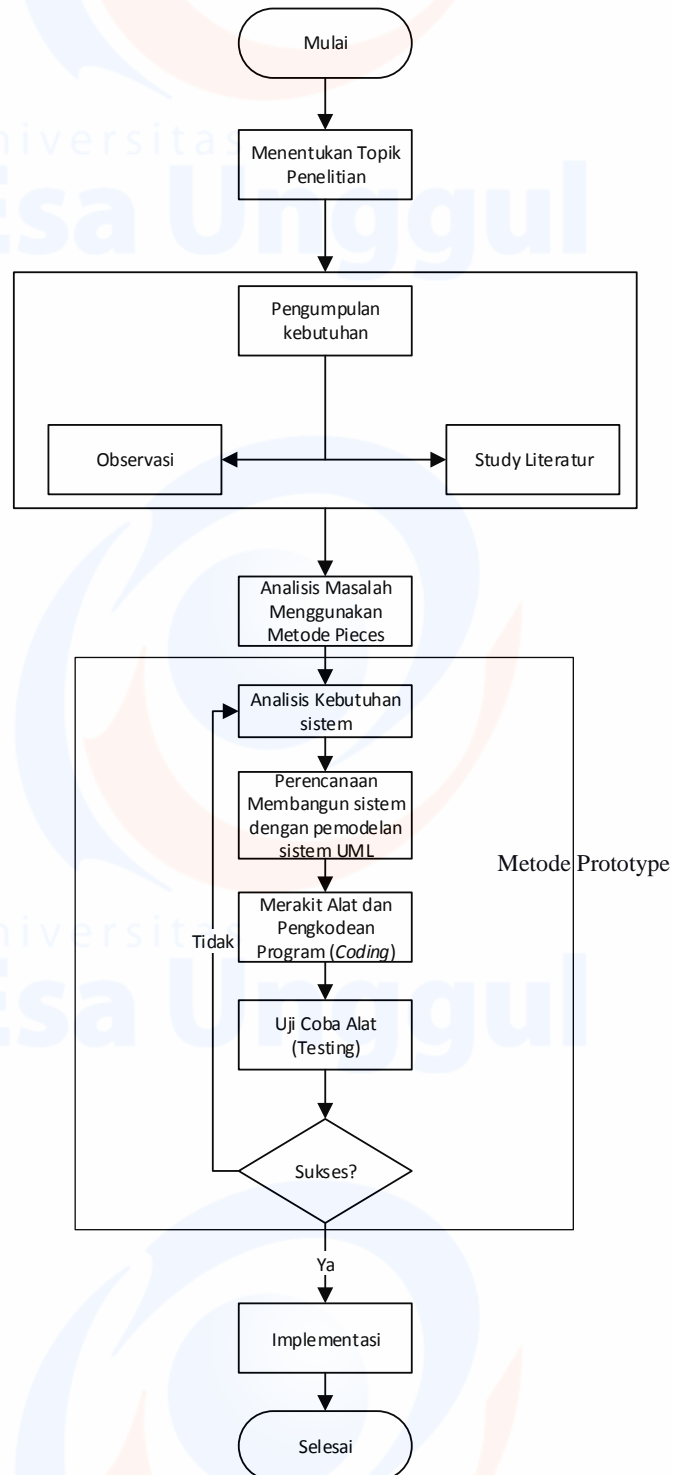 Mulai
Universitas
Esa Unggul
Menentukan Topik
Penelitian
Pengumpulan
kebutuhan
Observasi
Study Literatur
Analisis Masalah
Menggunakan
Metode Pieces
Analisis Kebutuhan
sistem
Perencanaan
Membangun sistem
dengan pemodelan
sistem UML
Metode Prototype
Merakit Alat dan
Pengkodean
Program (Coding)
Tidak
Universitas
Esa Unggul
Uji Coba Alat
(Testing)
Sukses?
Ya
Implementasi
Selesai